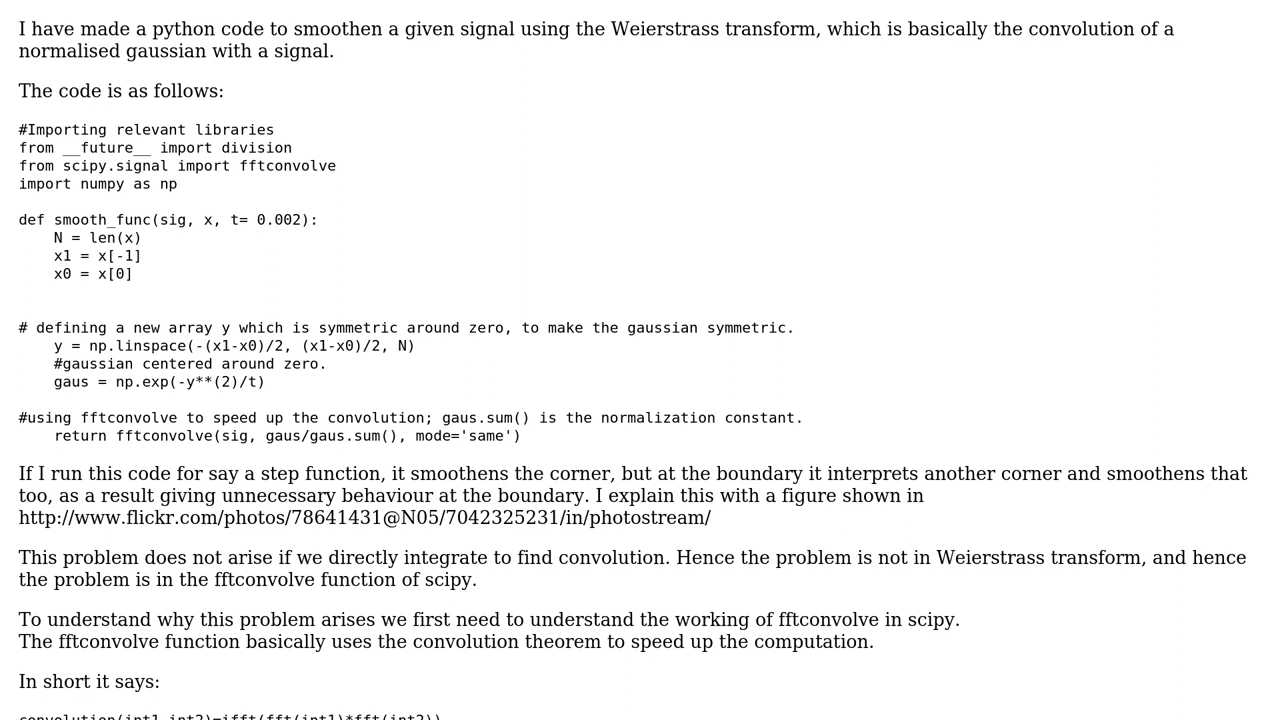 I have made a python code to smoothen a given signal using the Weierstrass transform, which is basically the convolution of a
normalised gaussian with a signal.
The code is as follows:
#Importing relevant libraries
from __future__ import division
from scipy.signal import fftconvolve
import numpy as np
def smooth_func(sig, x, t= 0.002):
    N = len(x)
    x1 = x[-1]
    x0 = x[0]
# defining a new array y which is symmetric around zero, to make the gaussian symmetric.
    y = np.linspace(-(x1-x0)/2, (x1-x0)/2, N)
    #gaussian centered around zero.
    gaus = np.exp(-y**(2)/t)
#using fftconvolve to speed up the convolution; gaus.sum() is the normalization constant.
    return fftconvolve(sig, gaus/gaus.sum(), mode='same')
If I run this code for say a step function, it smoothens the corner, but at the boundary it interprets another corner and smoothens that
too, as a result giving unnecessary behaviour at the boundary. I explain this with a figure shown in
http://www.flickr.com/photos/78641431@N05/7042325231/in/photostream/
This problem does not arise if we directly integrate to find convolution. Hence the problem is not in Weierstrass transform, and hence
the problem is in the fftconvolve function of scipy.
To understand why this problem arises we first need to understand the working of fftconvolve in scipy.
The fftconvolve function basically uses the convolution theorem to speed up the computation.
In short it says:
convolution(int1,int2)=ifft(fft(int1)*fft(int2))